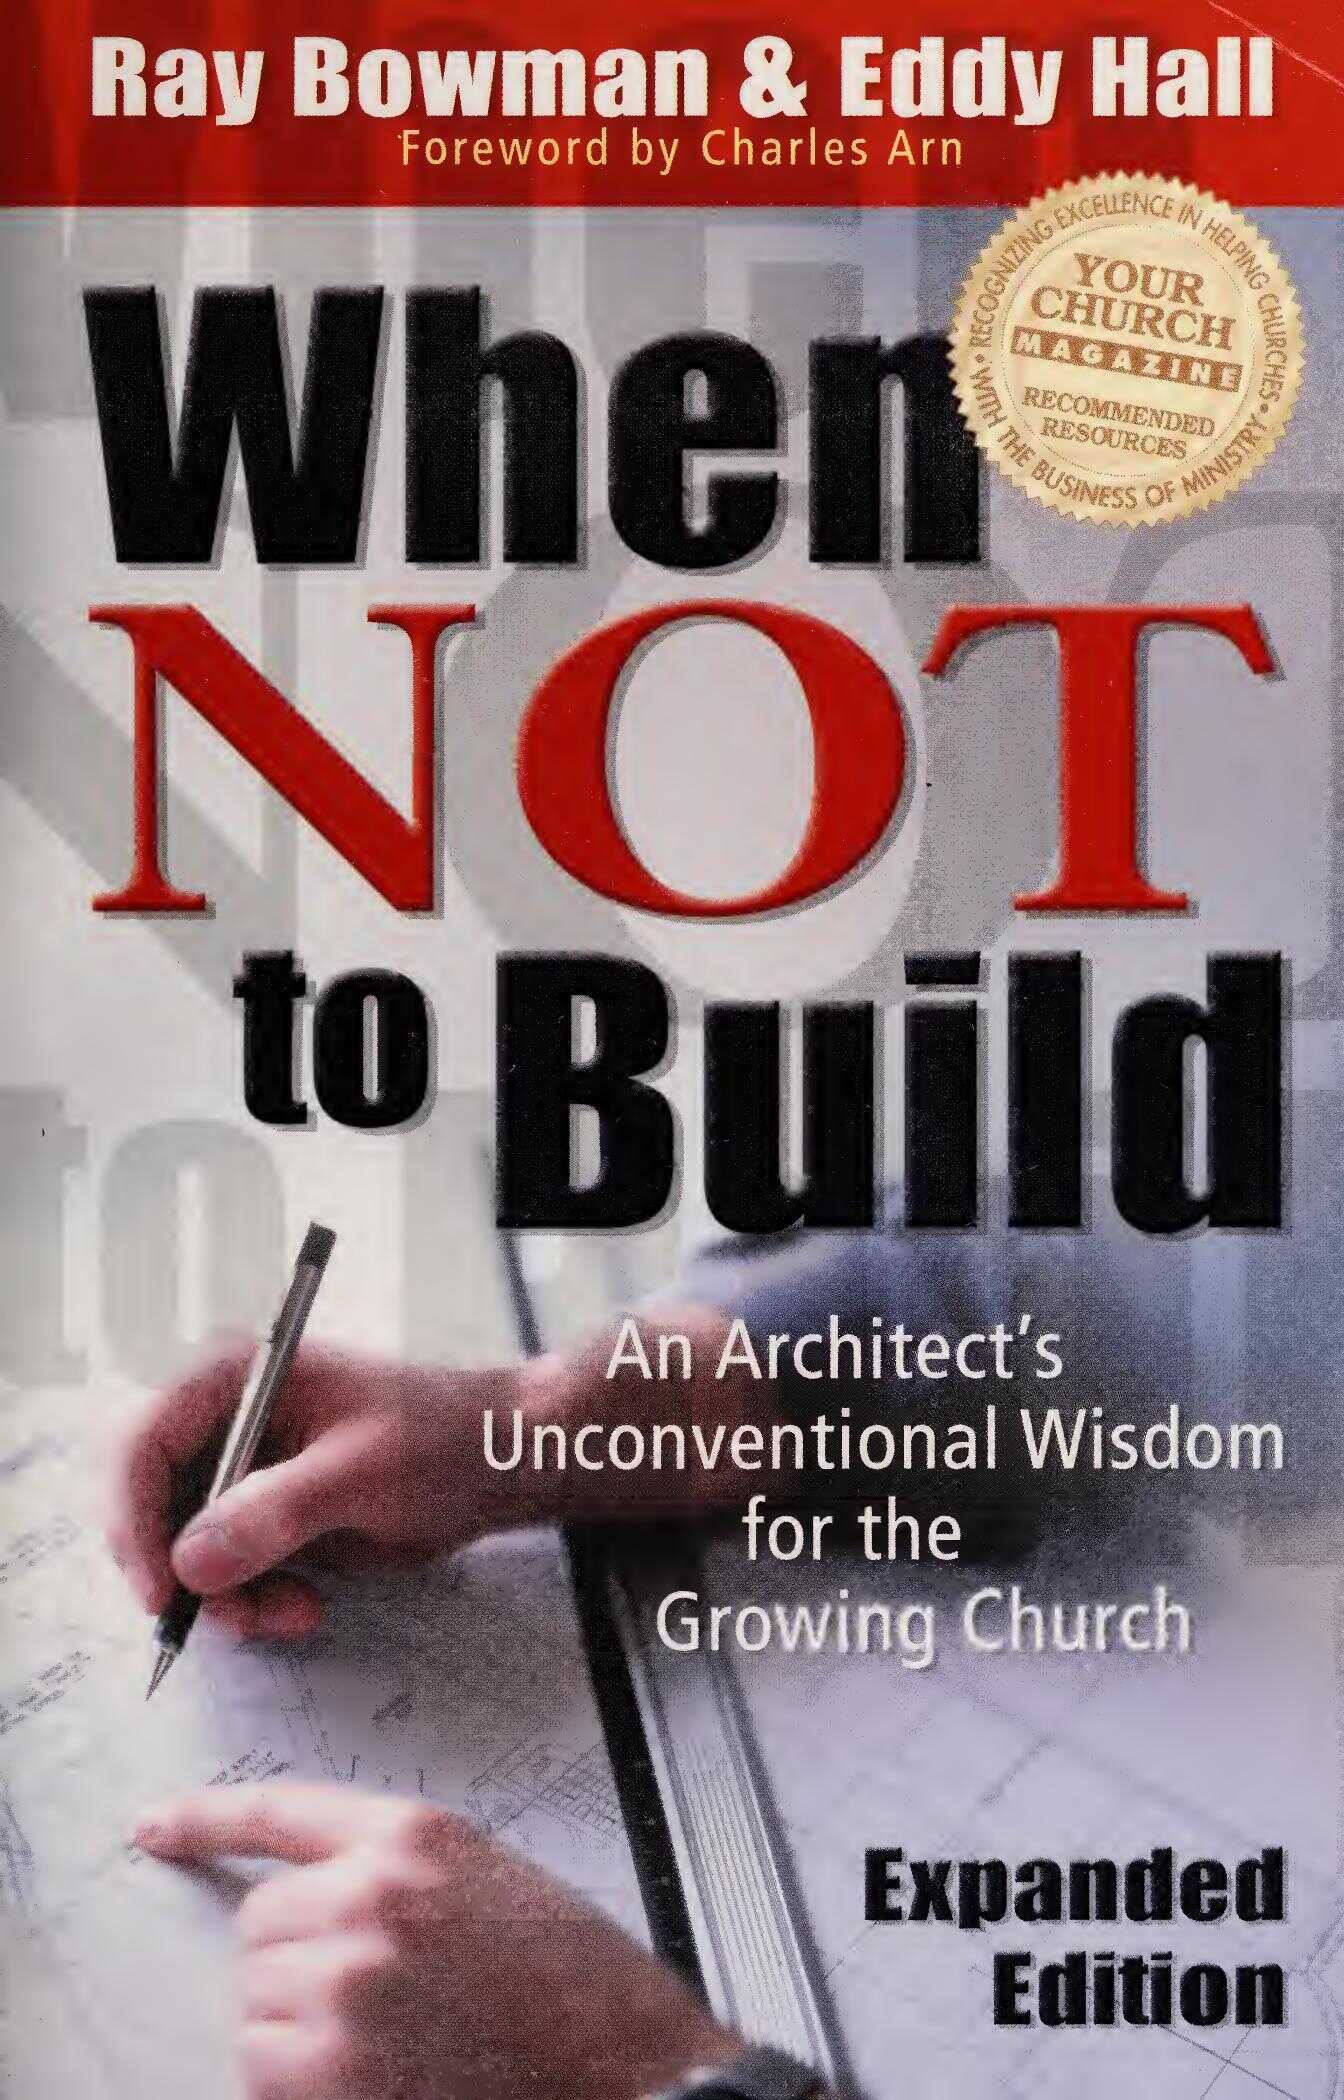 Ray Bowman & Eddy Hall
Foreword by Charles Arn
WITH THE BUSINESS OF MINISTRY • RECOGNIZING EXCELLENCE IN HELPING CHURCHES •
YOUR
CHURCH
MAGAZINE
RECOMMENDED
RESOURCES
When
NOT
to Build
An Architect's
Unconventional Wisdom
for the
Growing Church
Expanded
Edition